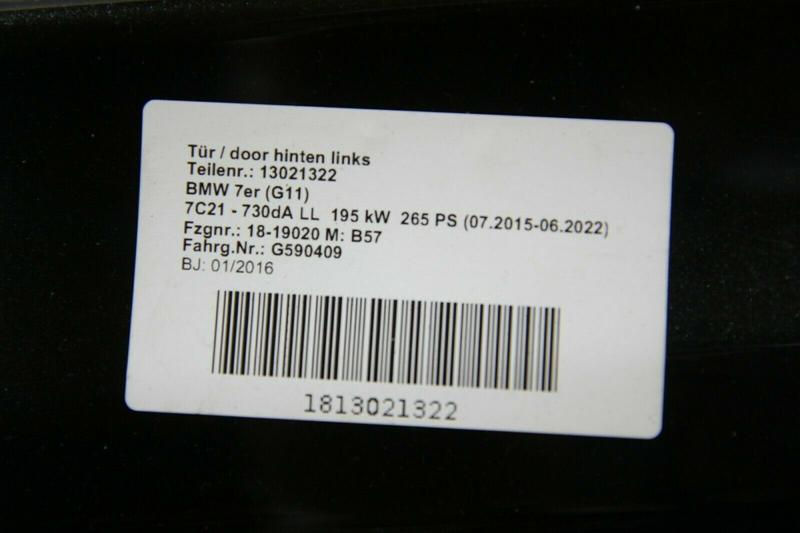 Tür / door hinten links
Teilenr.: 13021322
BMW 7er (G11)
7C21 - 730dA LL 195 kW 265 PS (07.2015-06.2022)
Fzgnr.: 18-19020 M: B57
Fahrg.Nr.: G590409
BJ: 01/2016
1813021322